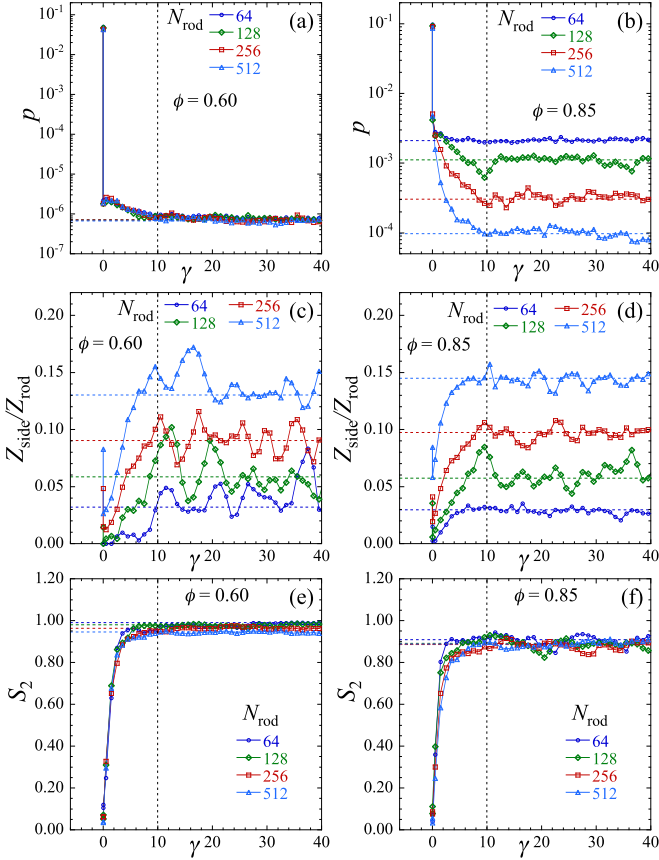 (a)
N_rod
64
128
256
512
ϕ = 0.60
p
10^-1
10^-2
10^-3
10^-4
10^-5
10^-6
10^-7
0 10 20 30 40
γ
(b)
N_rod
64
128
256
512
ϕ = 0.85
p
10^-1
10^-2
10^-3
10^-4
0 10 20 30 40
γ
(c)
N_rod
64 256
128 512
ϕ = 0.60
Z_side/Z_rod
0.20
0.15
0.10
0.05
0.00
0 10 20 30 40
γ
(d)
N_rod
64 256
128 512
ϕ = 0.85
Z_side/Z_rod
0.20
0.15
0.10
0.05
0.00
0 10 20 30 40
γ
(e)
ϕ = 0.60
N_rod
64
128
256
512
S_2
1.20
1.00
0.80
0.60
0.40
0.20
0.00
0 10 20 30 40
γ
(f)
ϕ = 0.85
N_rod
64
128
256
512
S_2
1.20
1.00
0.80
0.60
0.40
0.20
0.00
0 10 20 30 40
γ